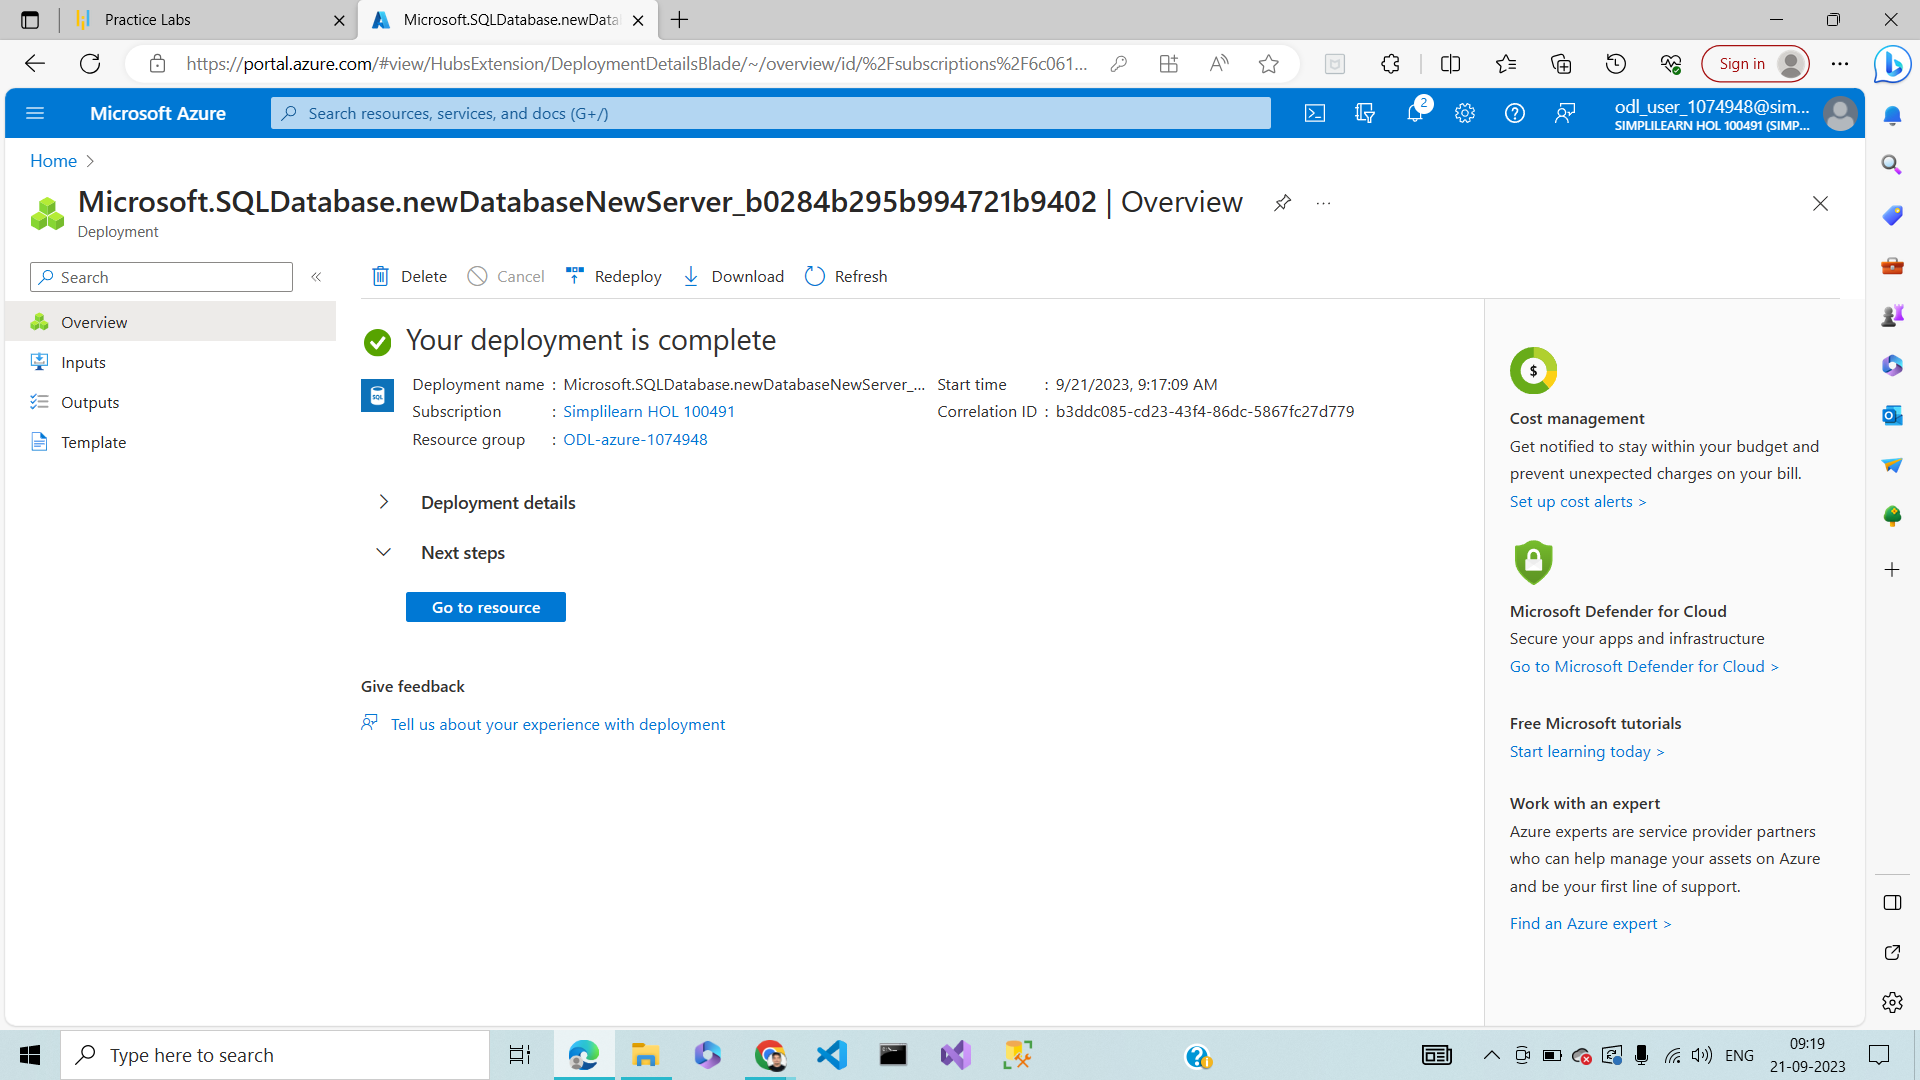 Practice Labs
Microsoft.SQLDatabase.newData
https://portal.azure.com/#view/HubsExtension/DeploymentDetailsBlade/~/overview/id/%2Fsubscriptions%2F6c061...
Sign in
Microsoft Azure
Search resources, services, and docs (G+/)
2
odl_user_1074948@sim...
SIMPLILEARN HOL 100491 (SIMP...
Home
Microsoft.SQLDatabase.newDatabaseNewServer_b0284b295b994721b9402 | Overview
Deployment
Search
Delete
Cancel
Redeploy
Download
Refresh
Overview
Inputs
Outputs
Template
Your deployment is complete
SQL
Deployment name : Microsoft.SQLDatabase.newDatabaseNewServer_...
Subscription : Simplilearn HOL 100491
Resource group : ODL-azure-1074948
Start time : 9/21/2023, 9:17:09 AM
Correlation ID : b3ddc085-cd23-43f4-86dc-5867fc27d779
Deployment details
Next steps
Go to resource
Give feedback
Tell us about your experience with deployment
$
Cost management
Get notified to stay within your budget and
prevent unexpected charges on your bill.
Set up cost alerts >
Microsoft Defender for Cloud
Secure your apps and infrastructure
Go to Microsoft Defender for Cloud >
Free Microsoft tutorials
Start learning today >
Work with an expert
Azure experts are service provider partners
who can help manage your assets on Azure
and be your first line of support.
Find an Azure expert >
Type here to search
ENG
09:19
21-09-2023